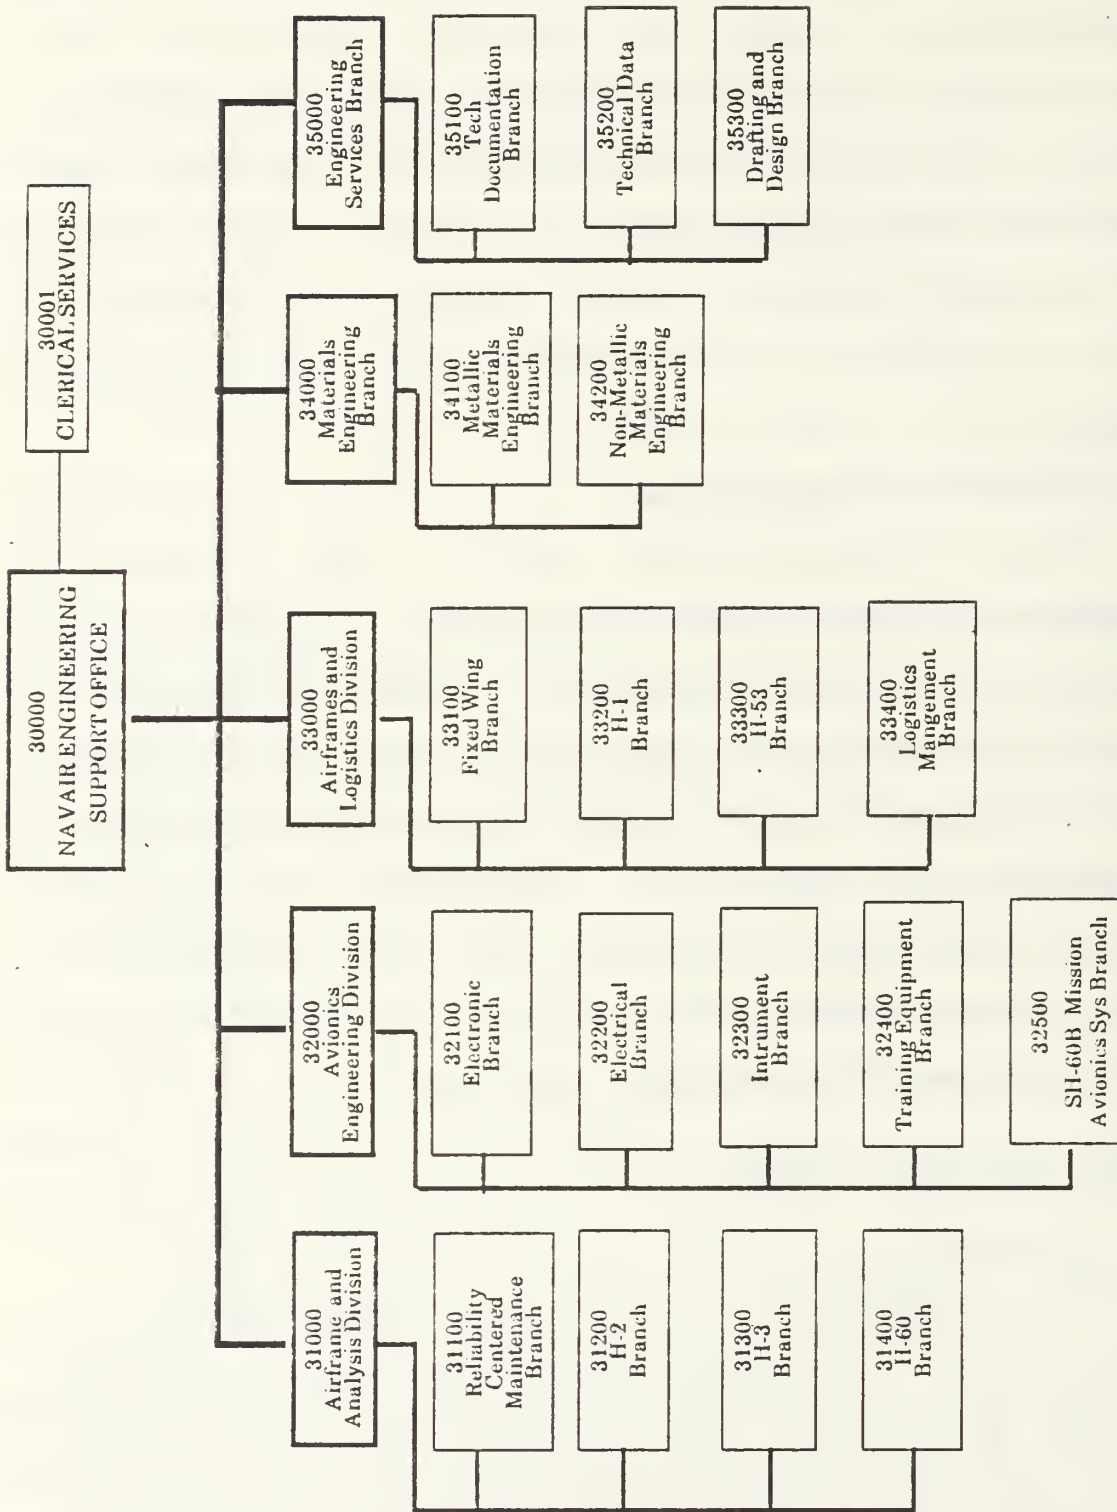 30000
NAVAIR ENGINEERING
SUPPORT OFFICE
30001
CLERICAL SERVICES
31000
Airframe and
Analysis Division
31100
Reliability
Centered
Maintenance
Branch
31200
H-2
Branch
31300
H-3
Branch
31400
H-60
Branch
32000
Avionics
Engineering Division
32100
Electronic
Branch
32200
Electrical
Branch
32300
Intrument
Branch
32400
Training Equipment
Branch
32500
SH-60B Mission
Avionics Sys Branch
33000
Airframes and
Logistics Division
33100
Fixed Wing
Branch
33200
H-1
Branch
33300
H-53
Branch
33400
Logistics
Mangement
Branch
34000
Materials
Engineering
Branch
34100
Metallic
Materials
Engineering
Branch
34200
Non-Metallic
Materials
Engineering
Branch
35000
Engineering
Services Branch
35100
Tech
Documentation
Branch
35200
Technical Data
Branch
35300
Drafting and
Design Branch